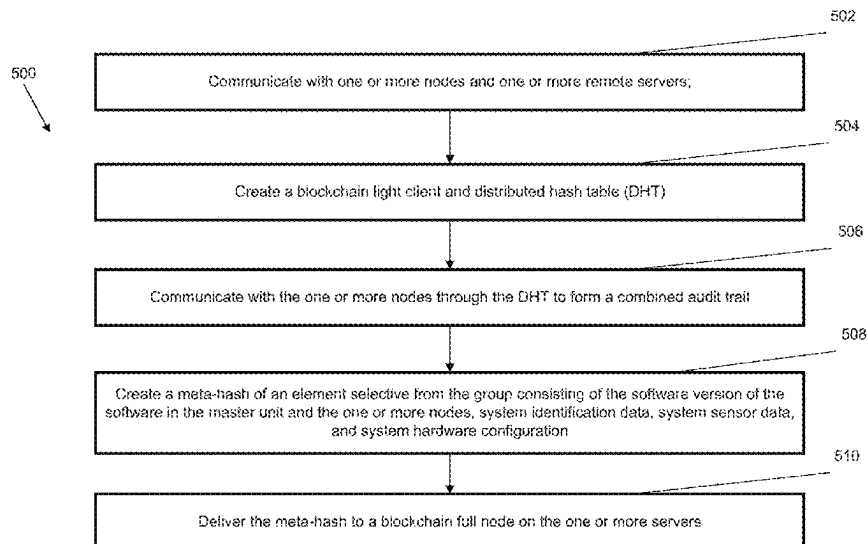 502
500
Communicate with one or more nodes and one or more remote servers;
504
Create a blockchain light client and distributed hash table (DHT)
506
Communicate with the one or more nodes through the DHT to form a combined audit trail
508
Create a meta-hash of an element selective from the group consisting of the software version of the
software in the master unit and the one or more nodes, system identification data, system sensor data,
and system hardware configuration
510
Deliver the meta-hash to a blockchain full node on the one or more servers